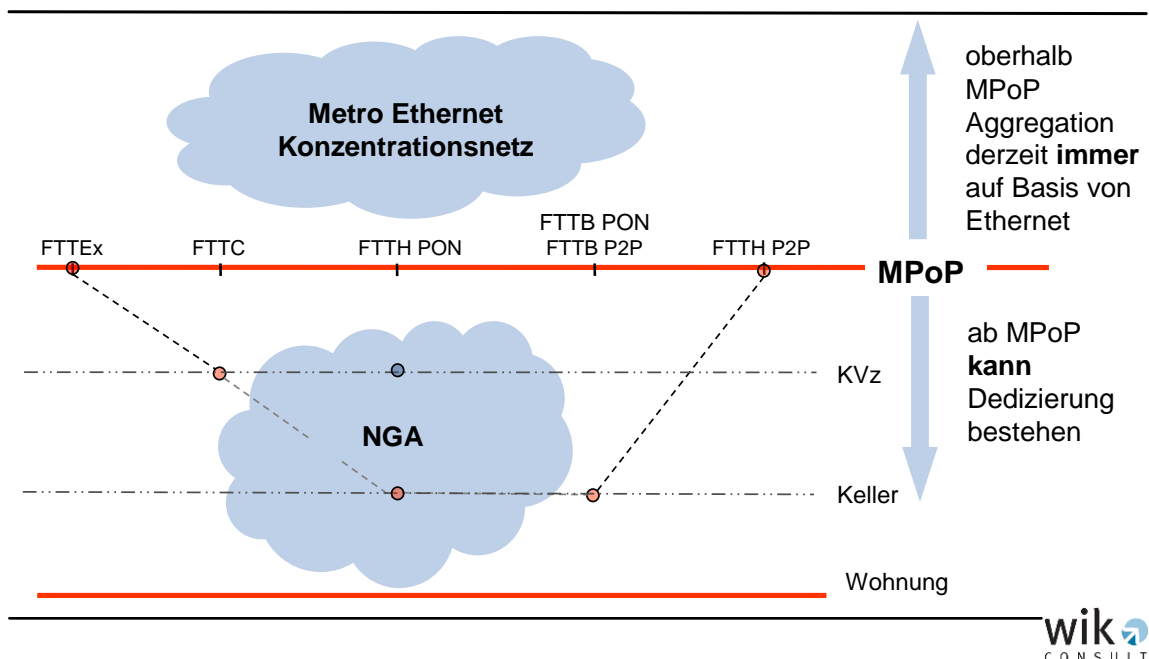 Metro Ethernet
Konzentrationsnetz
oberhalb
MPoP
Aggregation
derzeit immer
auf Basis von
Ethernet
FTTEx
FTTC
FTTH PON
FTTB PON
FTTB P2P
FTTH P2P
MPoP
KVz
NGA
Keller
Wohnung
ab MPoP
kann
Dedizierung
bestehen
wik
CONSULT